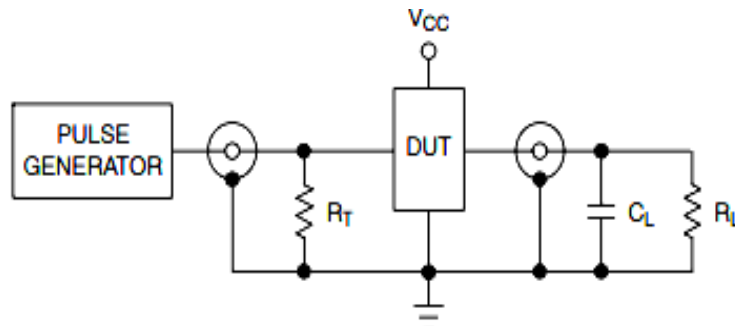 VCC
PULSE
GENERATOR
DUT
RT
CL
RL